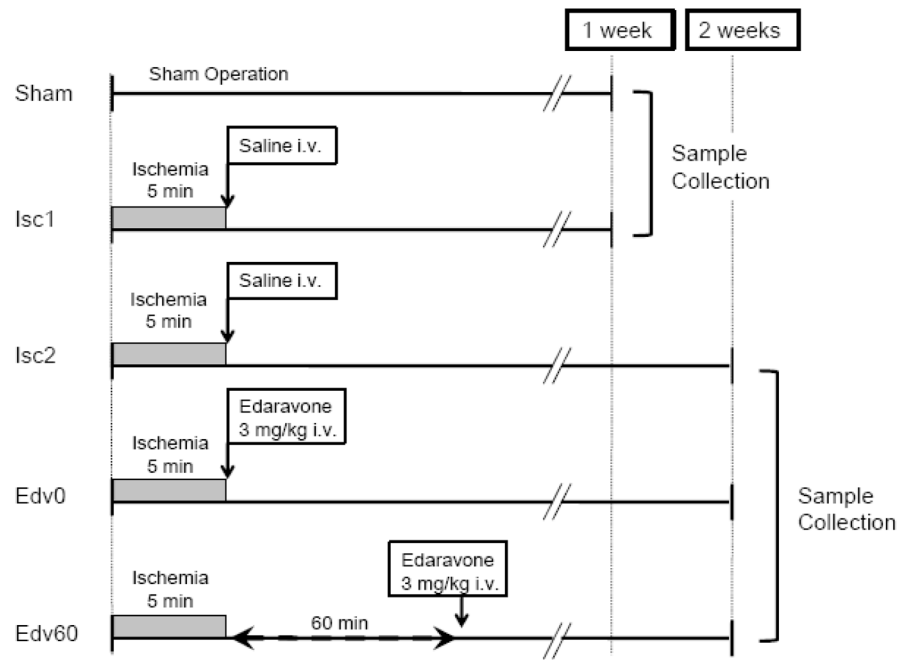 1 week
2 weeks
Sham
Sham Operation
Sample
Collection
Isc1
Ischemia
5 min
Saline i.v.
Isc2
Ischemia
5 min
Saline i.v.
Edv0
Ischemia
5 min
Edaravone
3 mg/kg i.v.
Sample
Collection
Edv60
Ischemia
5 min
60 min
Edaravone
3 mg/kg i.v.